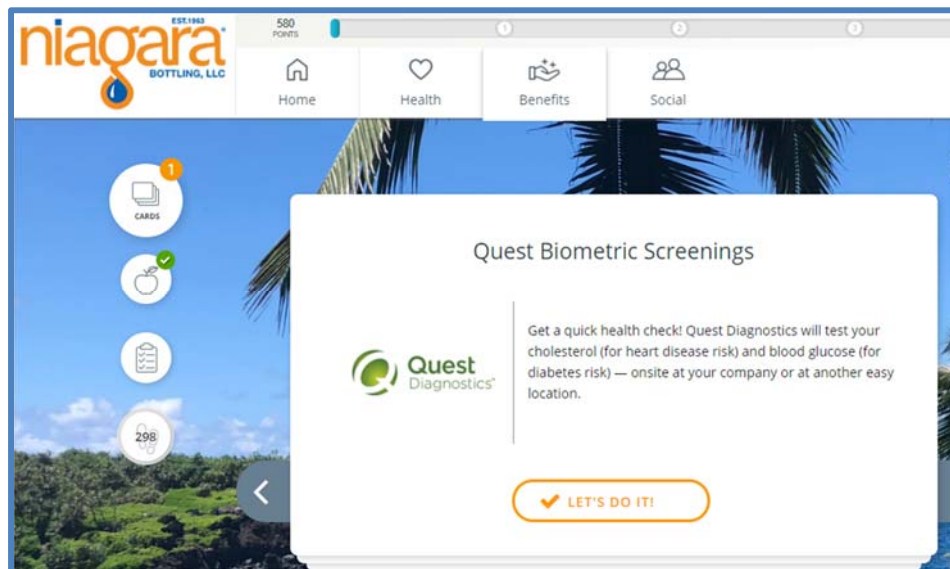 EST.1963
niagara
BOTTLING, LLC
580
POINTS
1
2
3
Home
Health
Benefits
Social
1
CARDS
298
Quest Biometric Screenings
Quest
Diagnostics
Get a quick health check! Quest Diagnostics will test your
cholesterol (for heart disease risk) and blood glucose (for
diabetes risk) — onsite at your company or at another easy
location.
LET'S DO IT!